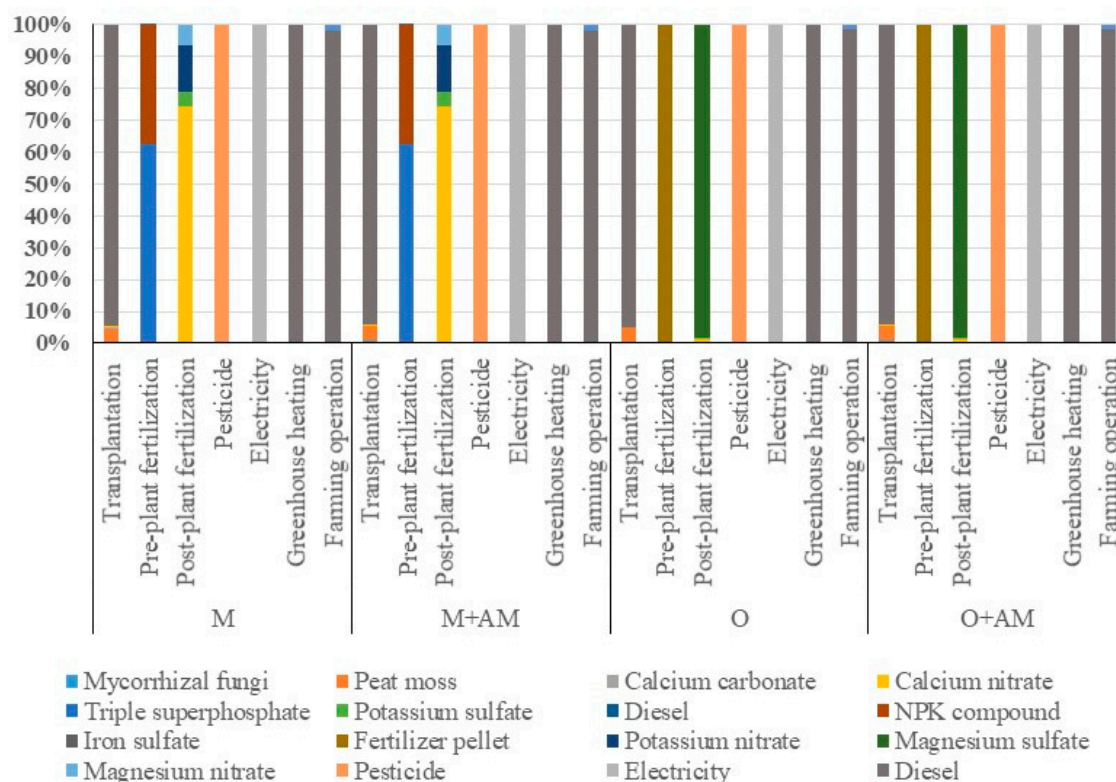 100%
90%
80%
70%
60%
50%
40%
30%
20%
10%
0%
Transplantation
Pre-plant fertilization
Post-plant fertilization
Pesticide
Electricity
Greenhouse heating
Farming operation
Transplantation
Pre-plant fertilization
Post-plant fertilization
Pesticide
Electricity
Greenhouse heating
Farming operation
Transplantation
Pre-plant fertilization
Post-plant fertilization
Pesticide
Electricity
Greenhouse heating
Farming operation
Transplantation
Pre-plant fertilization
Post-plant fertilization
Pesticide
Electricity
Greenhouse heating
Farming operation
M M+AM O O+AM
Mycorrhizal fungi Peat moss Calcium carbonate Calcium nitrate
Triple superphosphate Potassium sulfate Diesel NPK compound
Iron sulfate Fertilizer pellet Potassium nitrate Magnesium sulfate
Magnesium nitrate Pesticide Electricity Diesel